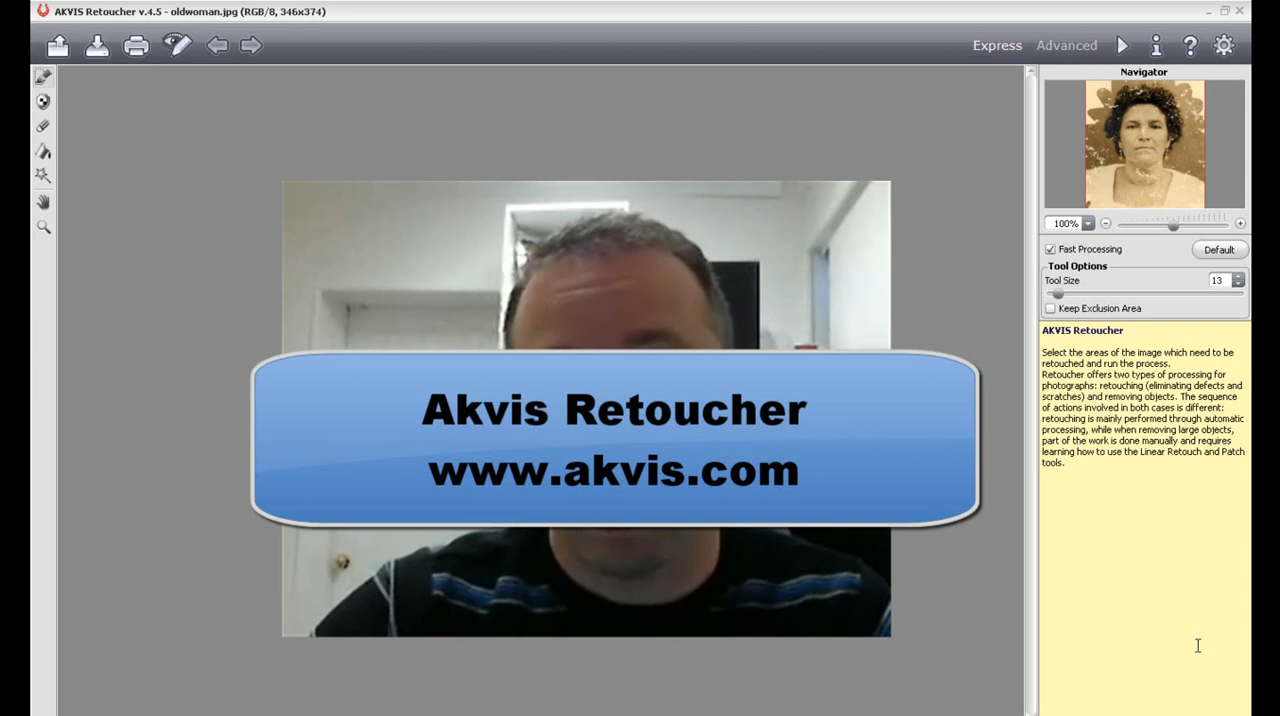 AKVIS Retoucher v.4.5 - oldwoman.jpg (RGB/8, 346x374)
Express Advanced
Navigator
100%
Fast Processing Default
Tool Options
Tool Size 13
Keep Exclusion Area
AKVIS Retoucher
Select the areas of the image which need to be
retouched and run the process.
Retoucher offers two types of processing for
photographs: retouching (eliminating defects and
scratches) and removing objects. The sequence
of actions involved in both cases is different:
retouching is mainly performed through automatic
processing, while when removing large objects,
part of the work is done manually and requires
learning how to use the Linear Retouch and Patch
tools.
Akvis Retoucher
www.akvis.com